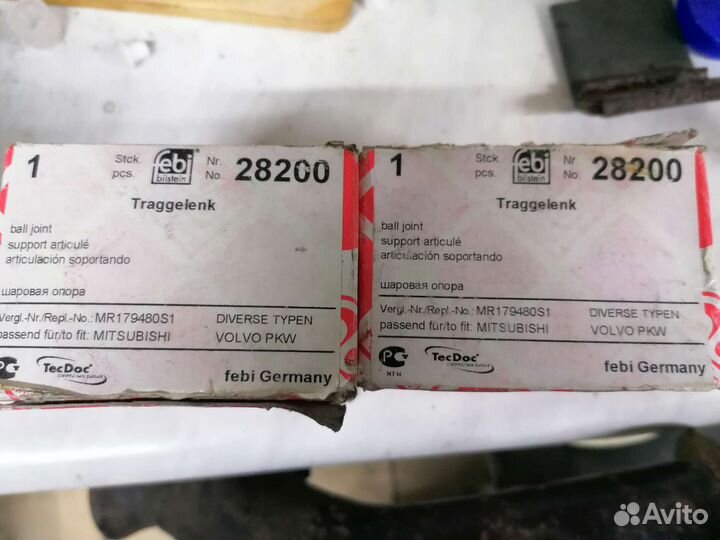 1 Stck. pcs. febi bilstein Nr. No. 28200
Traggelenk
ball joint
support articulé
articulación soportando
шаровая опора
Vergl.-Nr./Repl.-No.: MR179480S1 DIVERSE TYPEN
passend für/to fit: MITSUBISHI VOLVO PKW
PG TecDoc
febi Germany
1 Stck. pcs. febi bilstein Nr No. 28200
Traggelenk
ball joint
support articulé
articulación soportando
шаровая опора
Vergl.-Nr./Repl.-No.: MR179480S1 DIVERSE TYPEN
passend für/to fit: MITSUBISHI VOLVO PKW
PG TecDoc
febi Germany
Avito